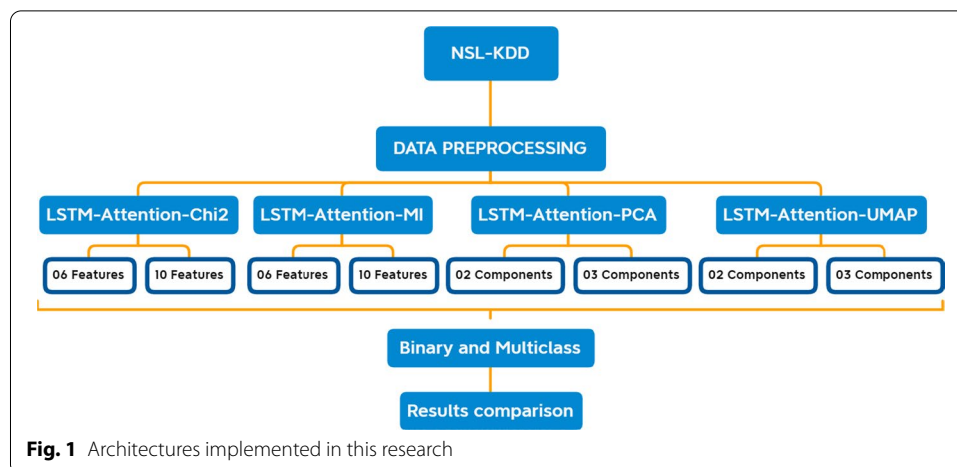 NSL-KDD
DATA PREPROCESSING
LSTM-Attention-Chi2 LSTM-Attention-MI LSTM-Attention-PCA LSTM-Attention-UMAP
06 Features 10 Features 06 Features 10 Features 02 Components 03 Components 02 Components 03 Components
Binary and Multiclass
Results comparison
Fig. 1 Architectures implemented in this research